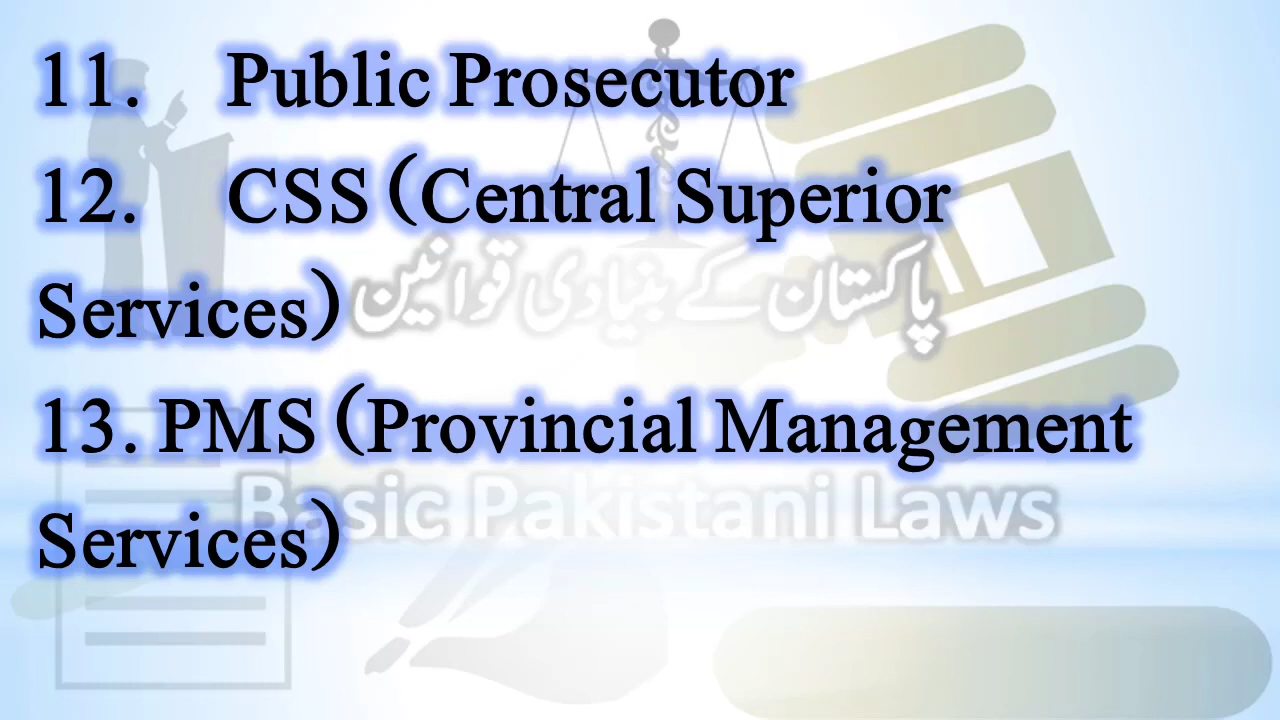 11. Public Prosecutor
12. CSS (Central Superior
Services)
پاکستان کے بنیادی قوانین
13. PMS (Provincial Management
Basic Pakistani Laws
Services)